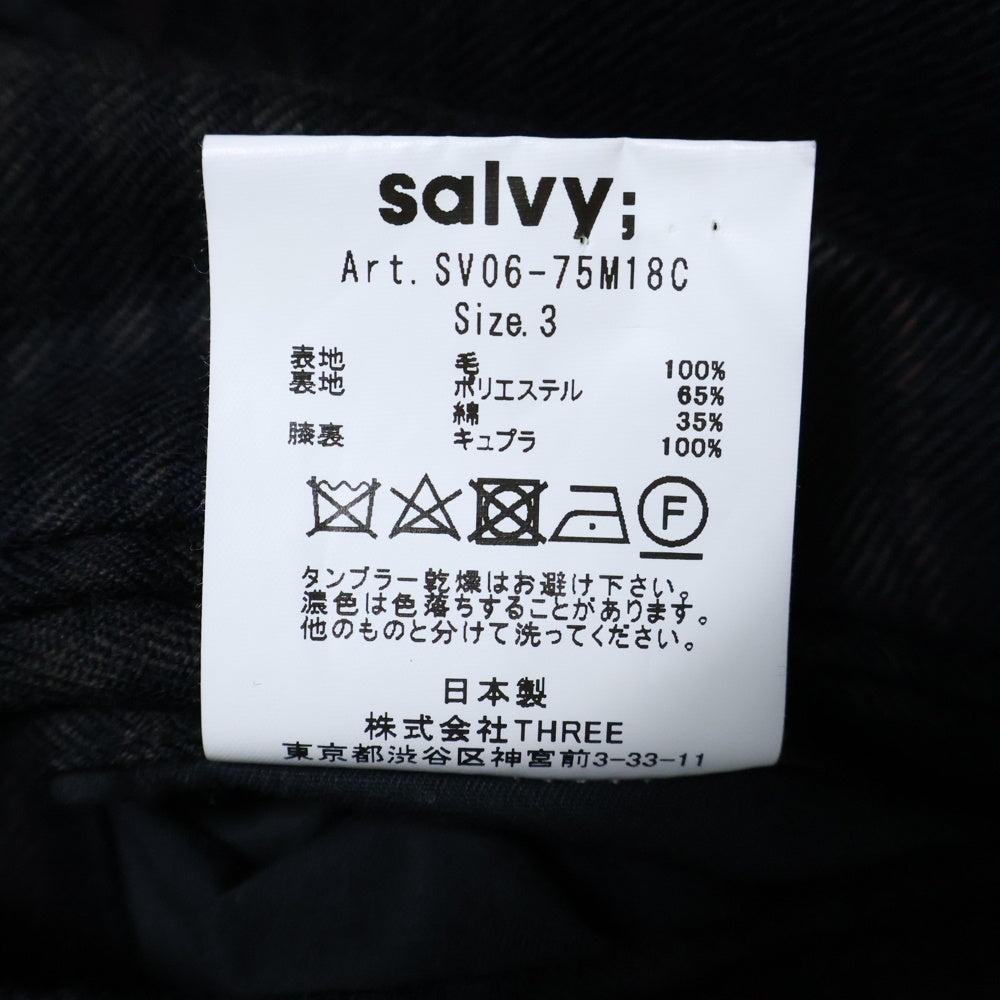 salvy;
Art. SV06-75M18C
Size. 3
表地 毛 100%
裏地 ポリエステル 65%
綿 35%
膝裏 キュプラ 100%
F
タンブラー乾燥はお避け下さい。
濃色は色落ちすることがあります。
他のものと分けて洗ってください。
日本製
株式会社THREE
東京都渋谷区神宮前3-33-11